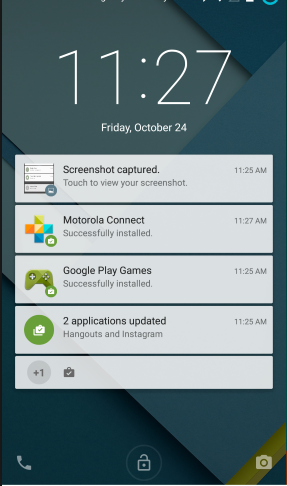 11:27
Friday, October 24
Screenshot captured. 11:25 AM
Touch to view your screenshot.
Motorola Connect 11:27 AM
Successfully installed.
Google Play Games 11:25 AM
Successfully installed.
2 applications updated 11:25 AM
Hangouts and Instagram
+1